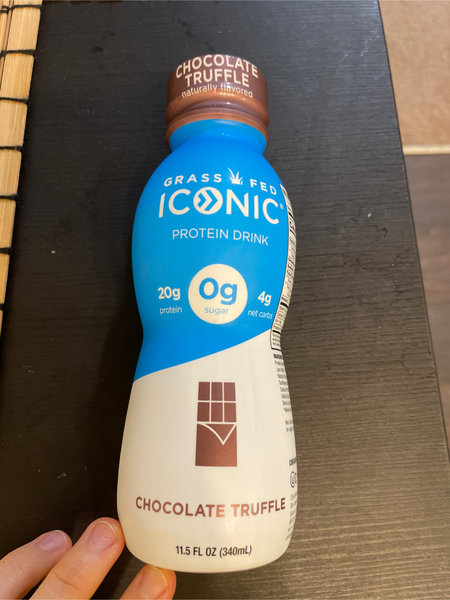 CHOCOLATE
TRUFFLE
naturally flavored
GRASS FED
ICONIC®
PROTEIN DRINK
20g
protein
0g
sugar
4g
net carbs
CHOCOLATE TRUFFLE
11.5 FL OZ (340mL)